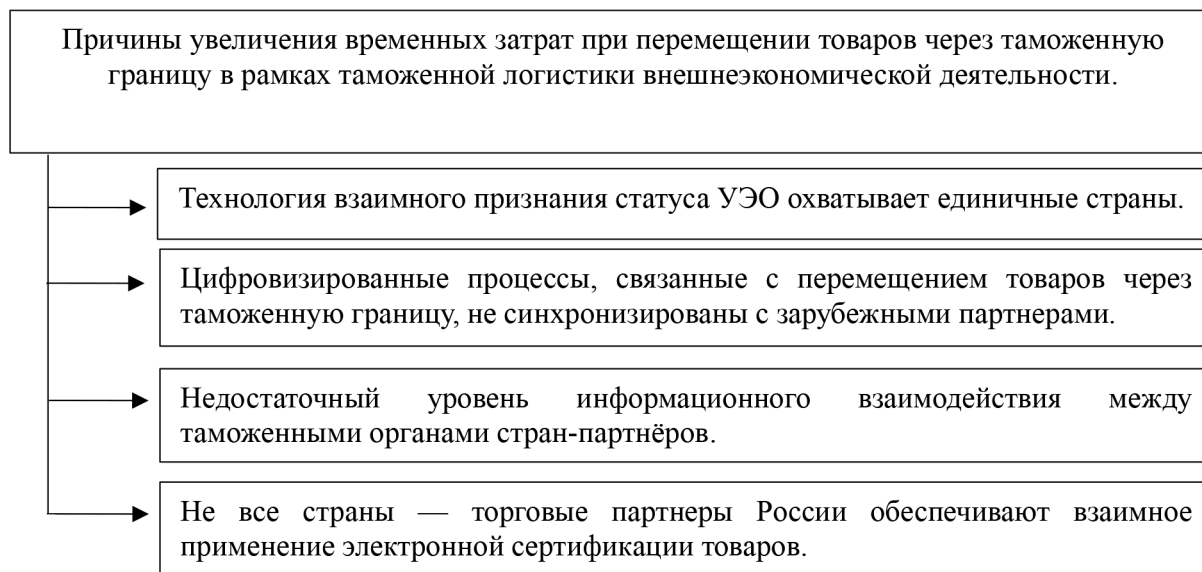 Причины увеличения временных затрат при перемещении товаров через таможенную
границу в рамках таможенной логистики внешнеэкономической деятельности.
Технология взаимного признания статуса УЭО охватывает единичные страны.
Цифровизированные процессы, связанные с перемещением товаров через
таможенную границу, не синхронизированы с зарубежными партнерами.
Недостаточный уровень информационного взаимодействия между
таможенными органами стран-партнёров.
Не все страны — торговые партнеры России обеспечивают взаимное
применение электронной сертификации товаров.